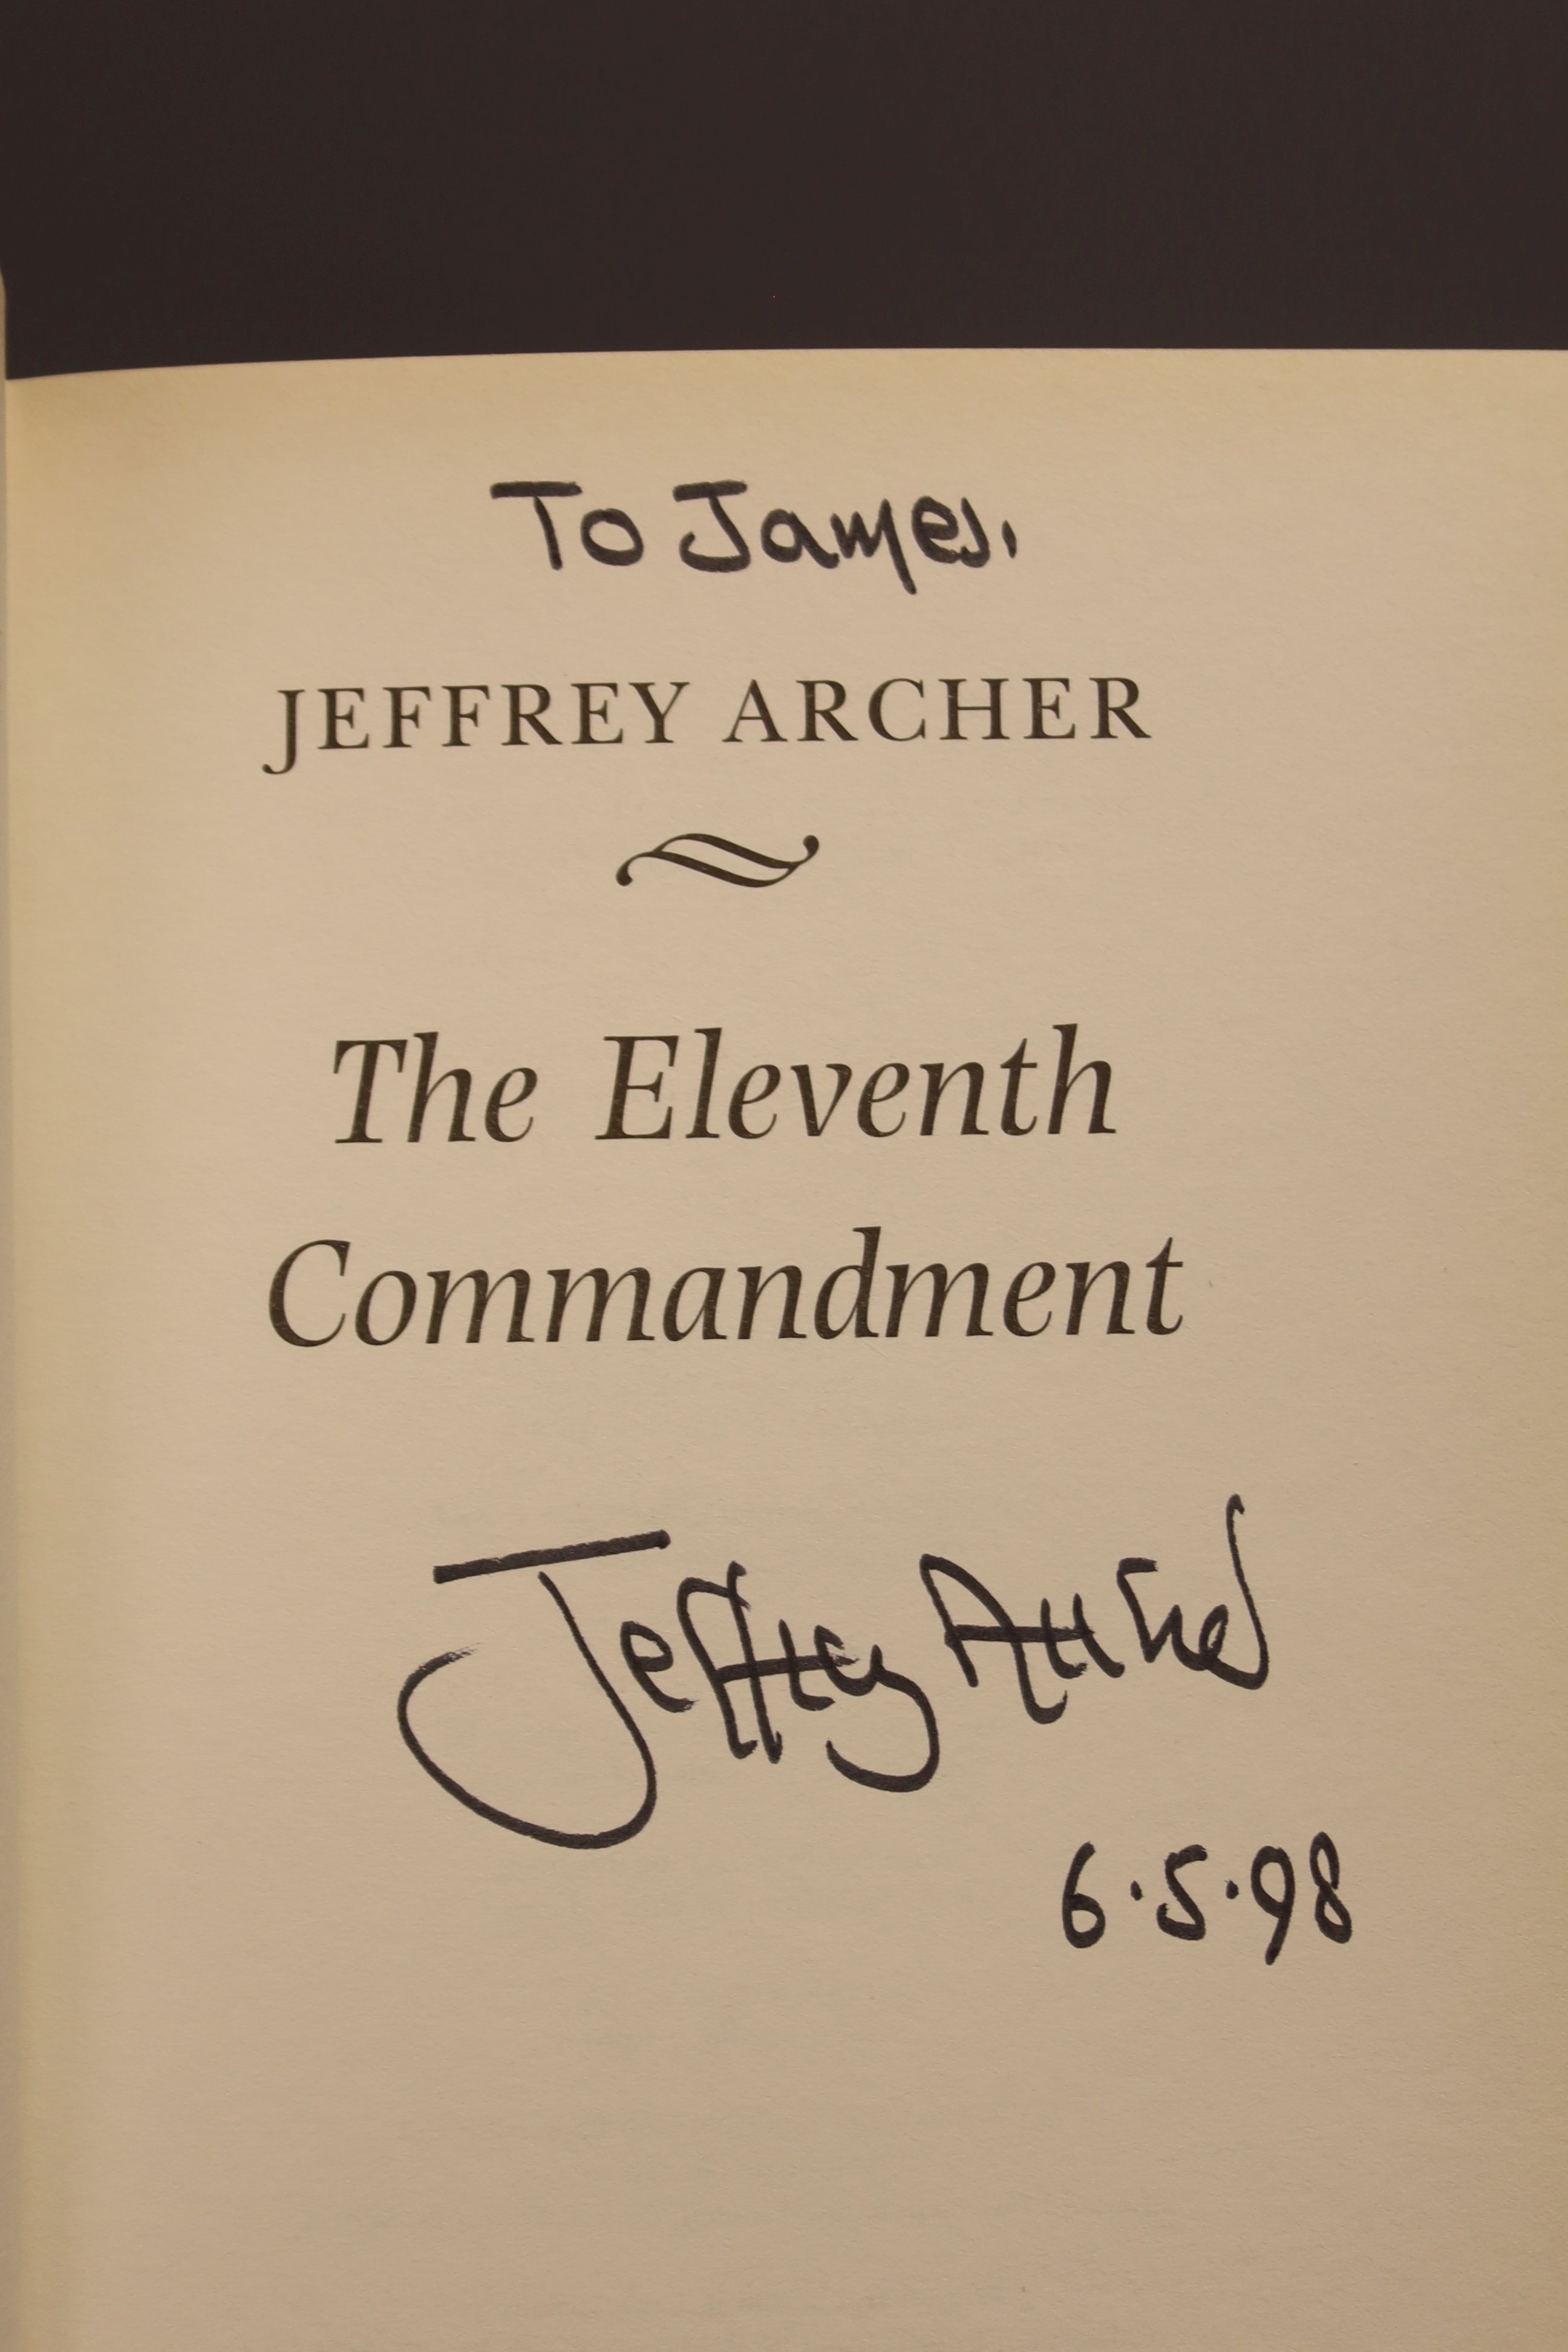 To James.
JEFFREY ARCHER
The Eleventh
Commandment
Jeffrey Archer
6.5.98